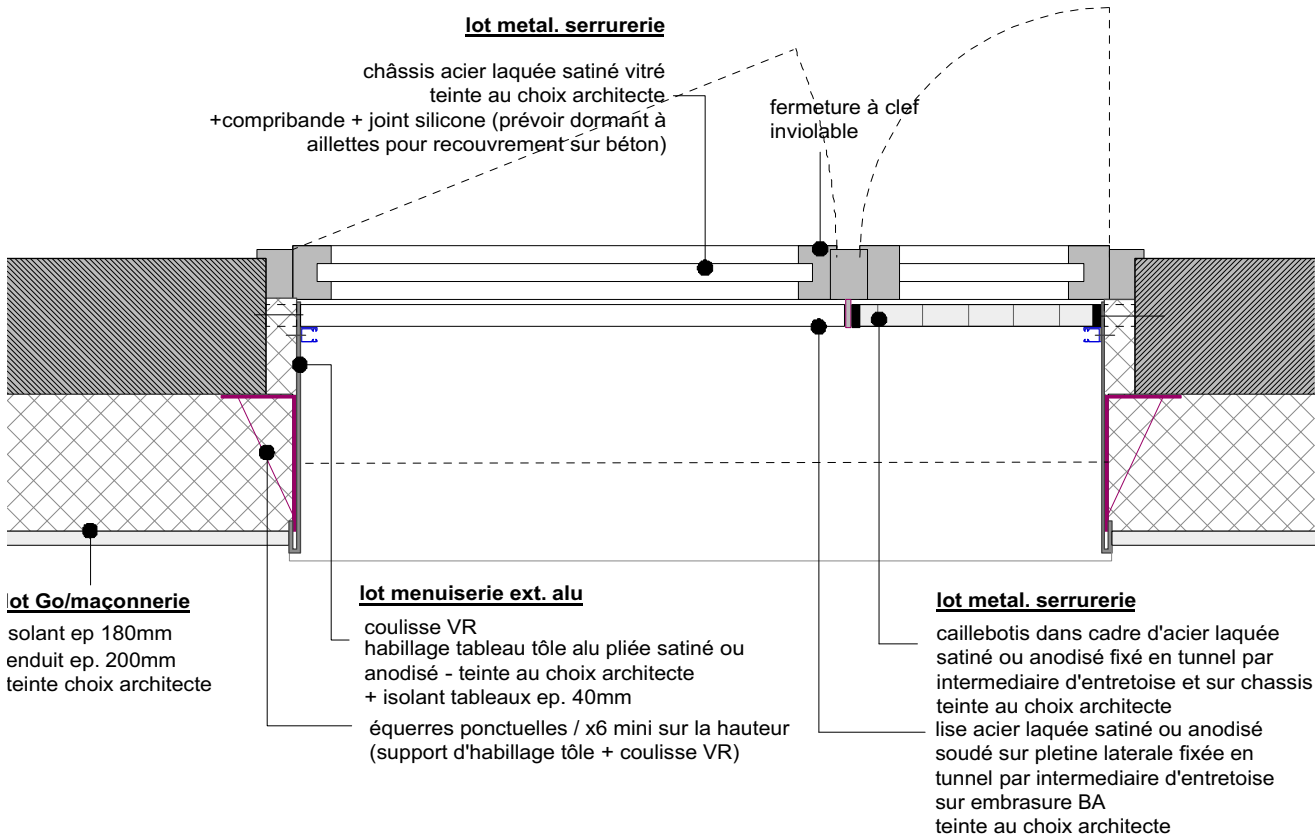 lot metal. serrurerie
châssis acier laquée satiné vitré
teinte au choix architecte
+compribande + joint silicone (prévoir dormant à
aillettes pour recouvrement sur béton)
fermeture à clef
inviolable
lot Go/maçonnerie
isolant ep 180mm
enduit ep. 200mm
teinte choix architecte
lot menuiserie ext. alu
coulisse VR
habillage tableau tôle alu pliée satiné ou
anodisé - teinte au choix architecte
+ isolant tableaux ep. 40mm
équerres ponctuelles / x6 mini sur la hauteur
(support d'habillage tôle + coulisse VR)
lot metal. serrurerie
caillebotis dans cadre d'acier laquée
satiné ou anodisé fixé en tunnel par
intermediaire d'entretoise et sur chassis
teinte au choix architecte
lise acier laquée satiné ou anodisé
soudé sur pletine laterale fixée en
tunnel par intermediaire d'entretoise
sur embrasure BA
teinte au choix architecte